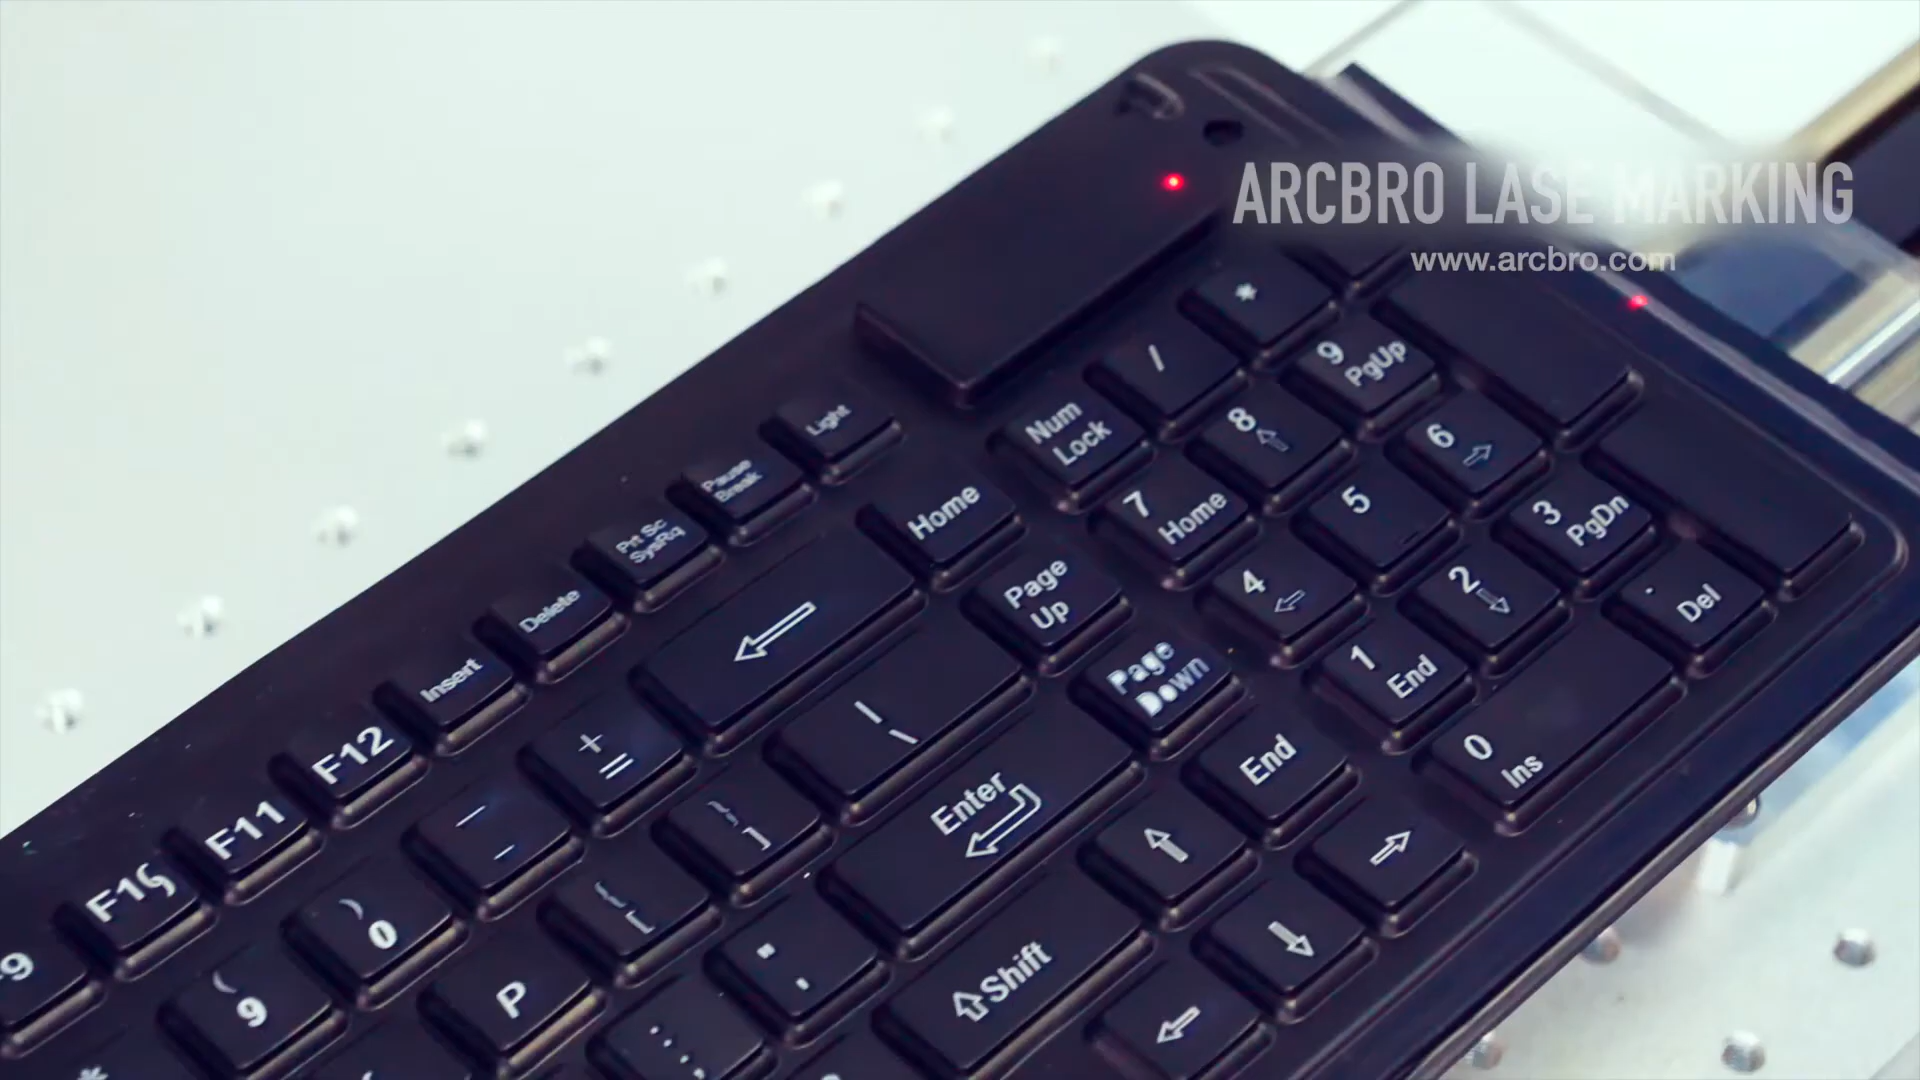 ARCBRO LASE MARKING
www.arcbro.com
*
/
9
PgUp
Num
Lock
8
6
Light
7
Home
5
3
PgDn
Pause
Break
Home
4
2
.
Del
Prt Sc
SysRq
Page
Up
1
End
Delete
Page
Down
0
Ins
Insert
+
=
|
\
End
F12
Enter
F11
-
]
F1
[
)
0
"
,
Shift
9
(
9
P
*